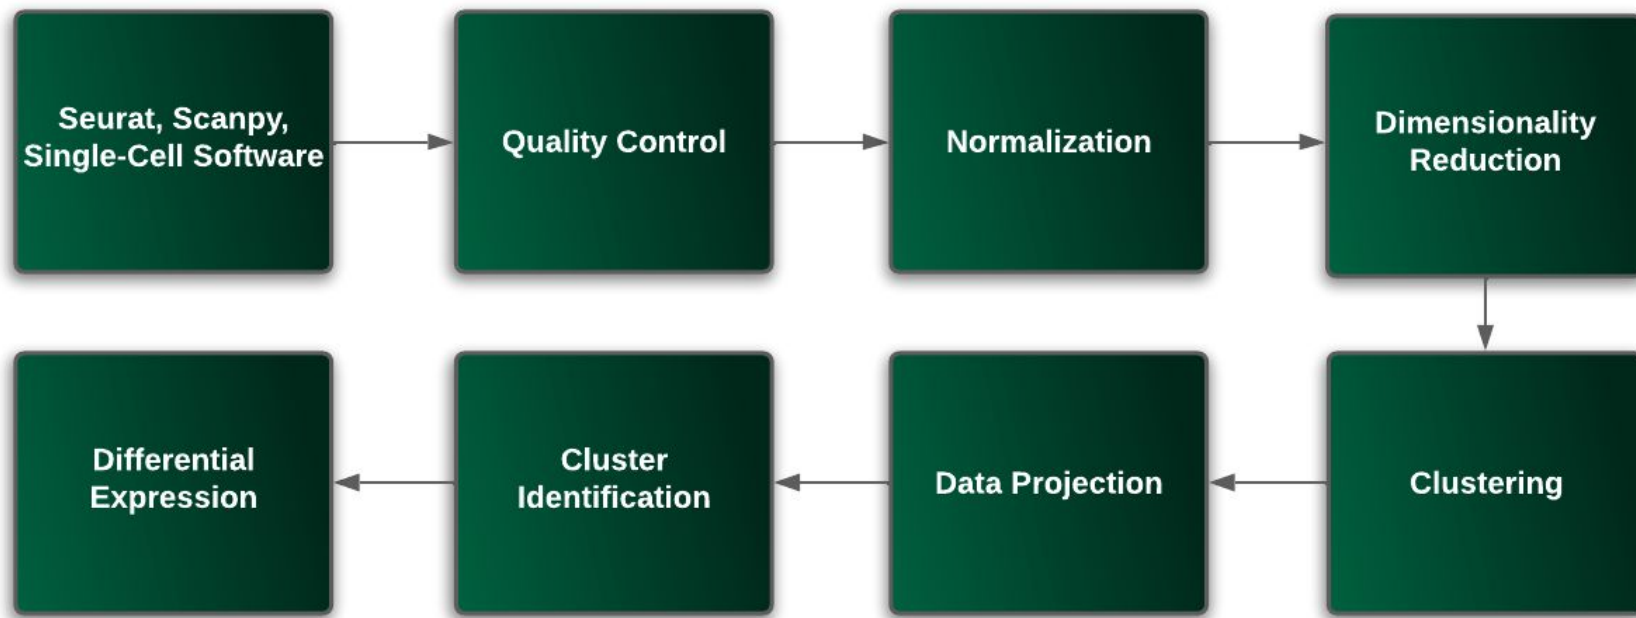 Seurat, Scanpy,
Single-Cell Software
Quality Control
Normalization
Dimensionality
Reduction
Clustering
Data Projection
Cluster
Identification
Differential
Expression